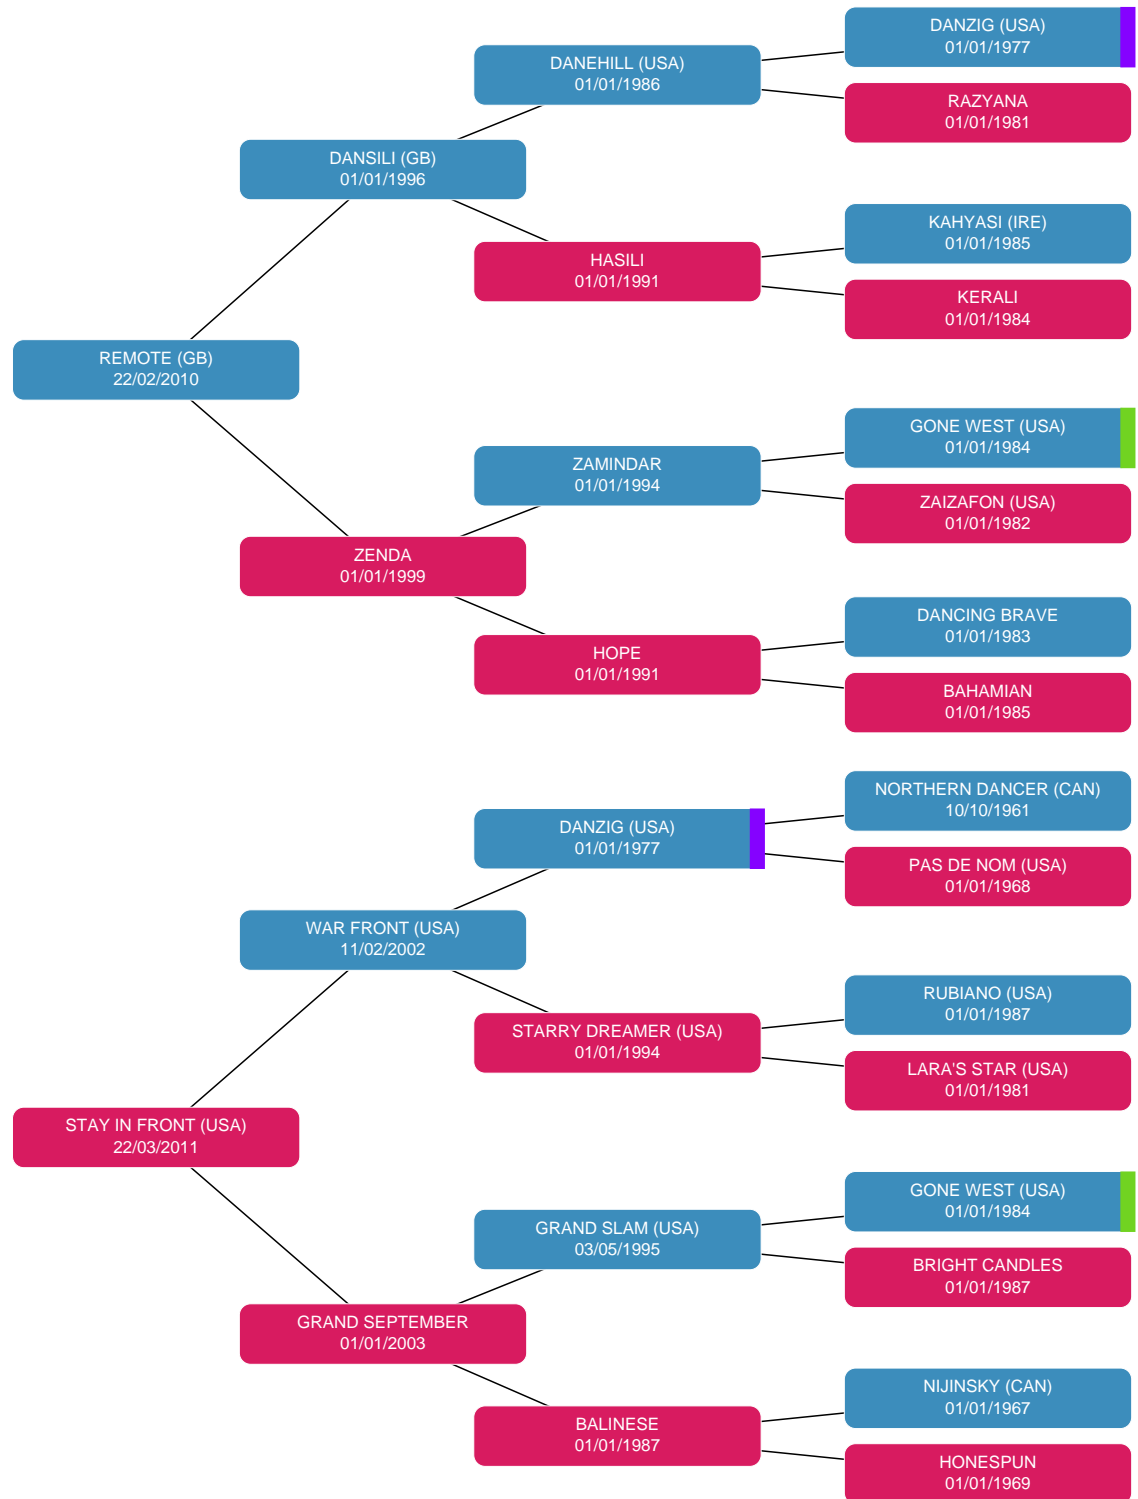 DANZIG (USA)
01/01/1977
DANEHILL (USA)
01/01/1986
RAZYANA
01/01/1981
DANSILI (GB)
01/01/1996
KAHYASI (IRE)
01/01/1985
HASILI
01/01/1991
KERALI
01/01/1984
REMOTE (GB)
22/02/2010
GONE WEST (USA)
01/01/1984
ZAMINDAR
01/01/1994
ZAIZAFON (USA)
01/01/1982
ZENDA
01/01/1999
DANCING BRAVE
01/01/1983
HOPE
01/01/1991
BAHAMIAN
01/01/1985
NORTHERN DANCER (CAN)
10/10/1961
DANZIG (USA)
01/01/1977
PAS DE NOM (USA)
01/01/1968
WAR FRONT (USA)
11/02/2002
RUBIANO (USA)
01/01/1987
STARRY DREAMER (USA)
01/01/1994
LARA'S STAR (USA)
01/01/1981
STAY IN FRONT (USA)
22/03/2011
GONE WEST (USA)
01/01/1984
GRAND SLAM (USA)
03/05/1995
BRIGHT CANDLES
01/01/1987
GRAND SEPTEMBER
01/01/2003
NIJINSKY (CAN)
01/01/1967
BALINESE
01/01/1987
HONESPUN
01/01/1969